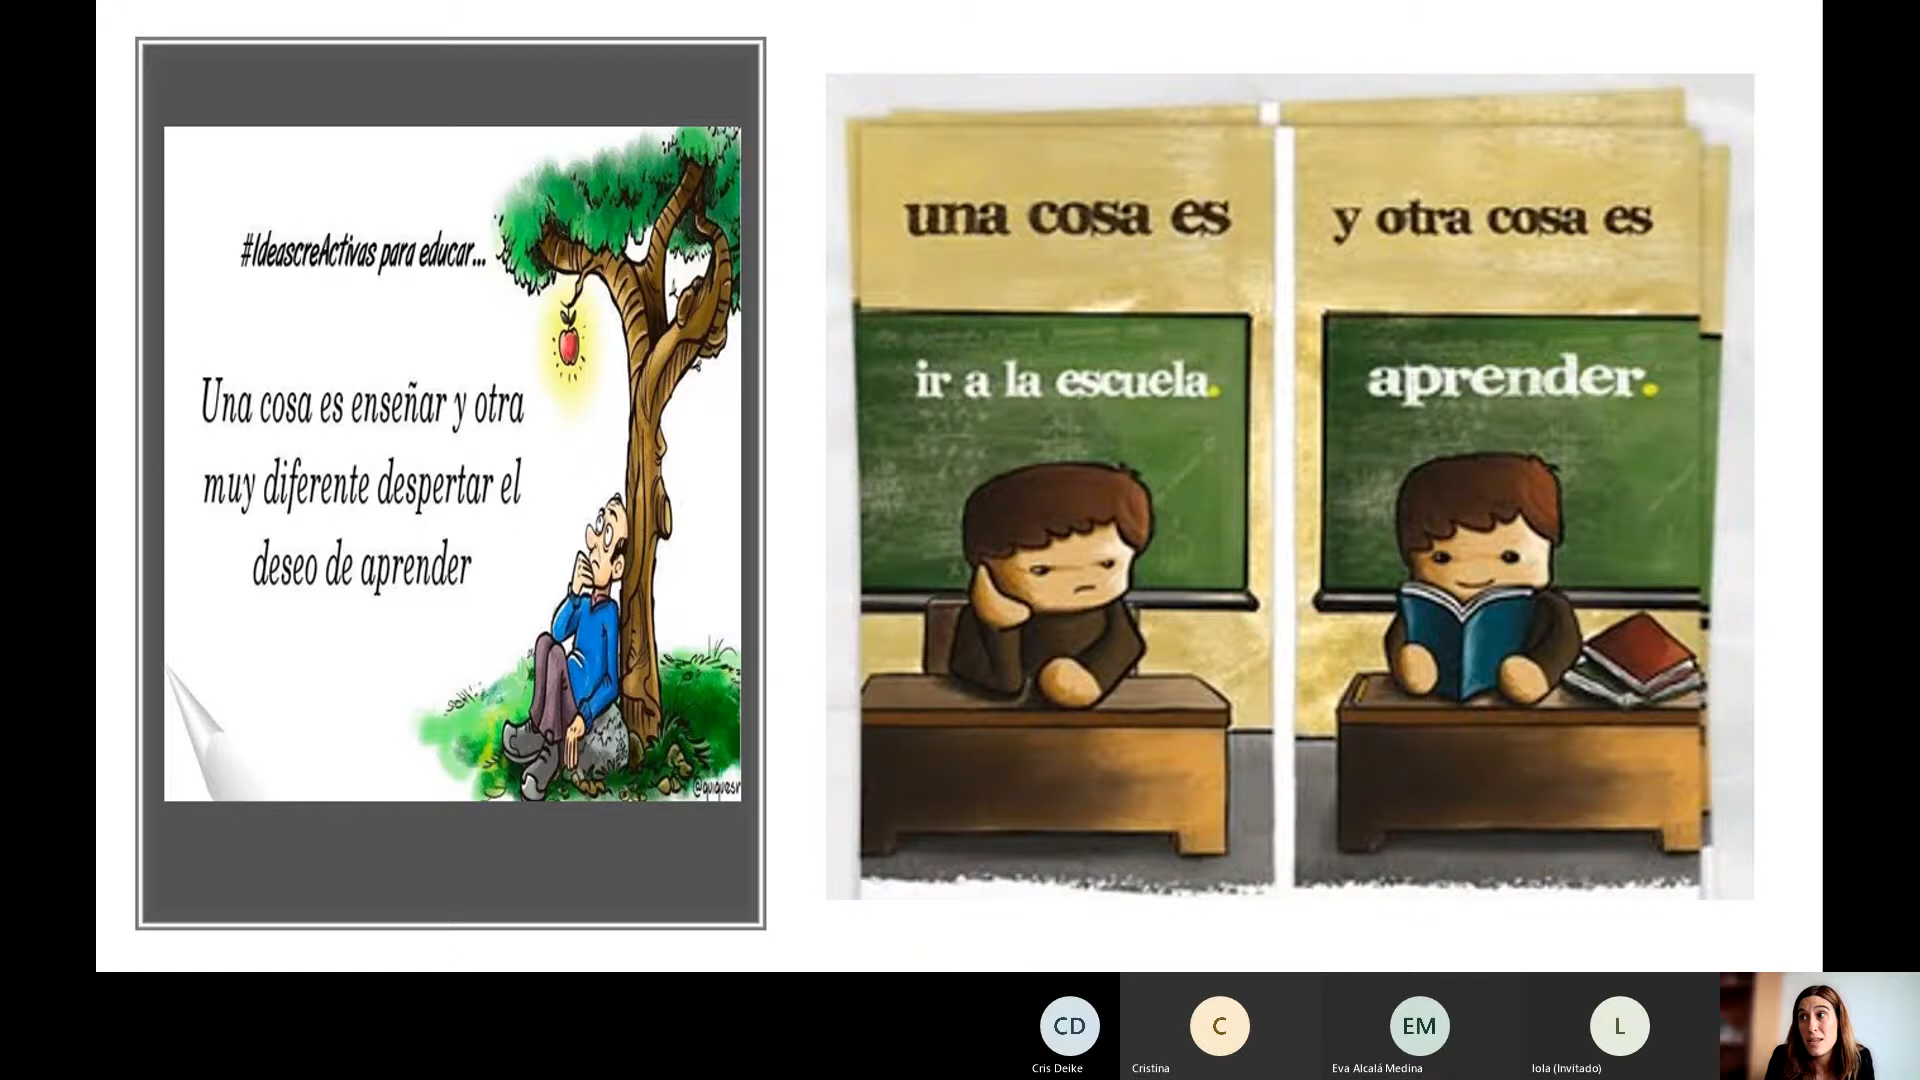 #IdeascreActivas para educar...
Una cosa es enseñar y otra
muy diferente despertar el
deseo de aprender
una cosa es
ir a la escuela.
y otra cosa es
aprender.
CD
Cris Deike
C
Cristina
EM
Eva Alcalá Medina
L
lola (Invitado)